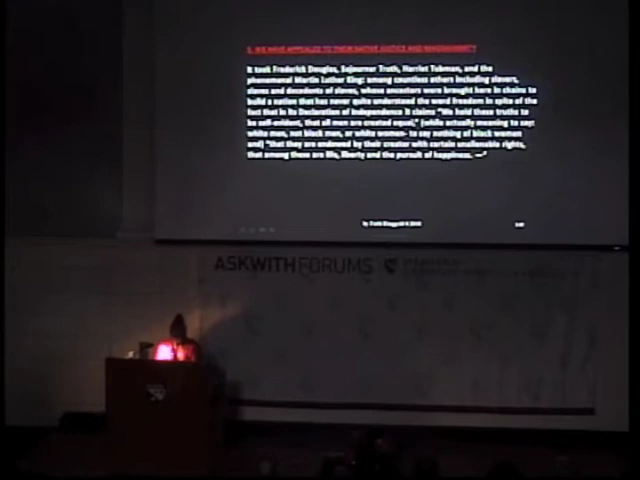 5. WE HAVE APPEALED TO THEIR NATIVE JUSTICE AND MAGNANIMITY
It took Frederick Douglas, Sojourner Truth, Harriet Tubman, and the
phenomenal Martin Luther King; among countless others including slavers,
slaves and decedents of slaves, whose ancestors were brought here in chains to
build a nation that has never quite understood the word freedom in spite of the
fact that in its Declaration of Independence it claims "We hold these truths to
be self-evident, that all men are created equal," (while actually meaning to say:
white men, not black men, or white women- to say nothing of black woman
and) "that they are endowed by their creator with certain unalienable rights,
that among these are life, liberty and the pursuit of happiness. —"
ASKWITH FORUMS